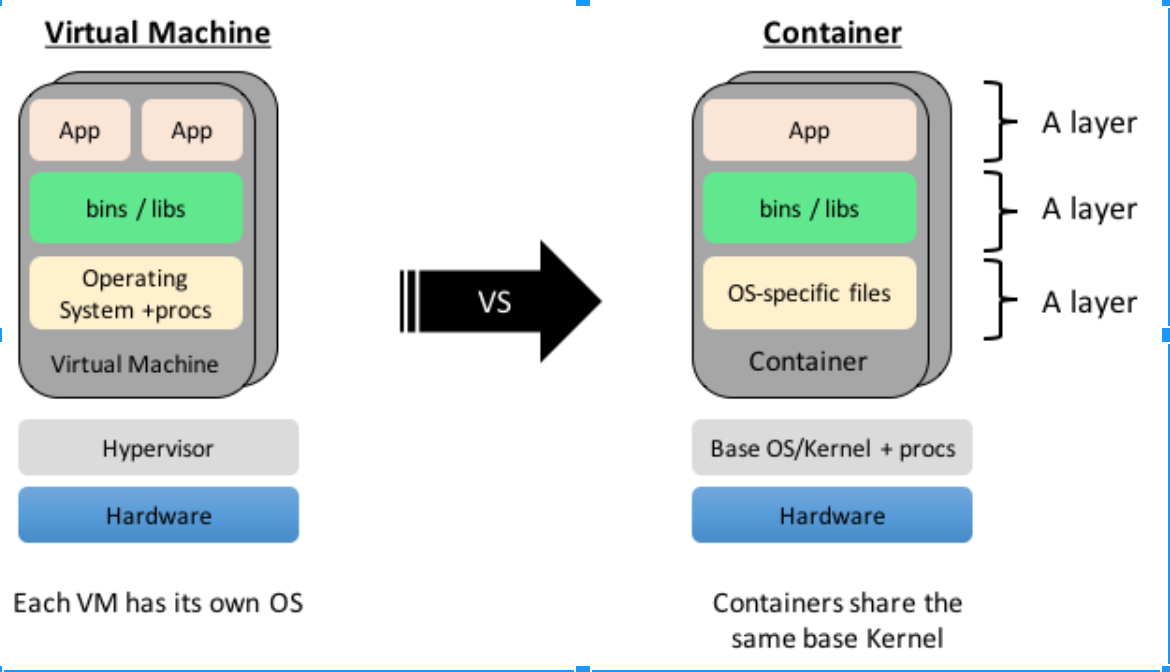 Virtual Machine
App
App
bins / libs
Operating
System +procs
Virtual Machine
Hypervisor
Hardware
Each VM has its own OS
VS
Container
App
bins / libs
OS-specific files
Container
Base OS/Kernel + procs
Hardware
Containers share the
same base Kernel
A layer
A layer
A layer